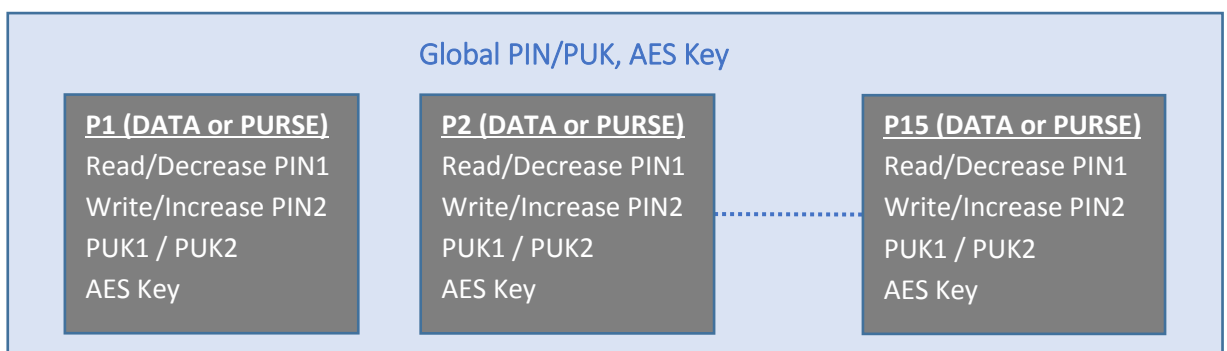 Global PIN/PUK, AES Key
P1 (DATA or PURSE)
Read/Decrease PIN1
Write/Increase PIN2
PUK1 / PUK2
AES Key
P2 (DATA or PURSE)
Read/Decrease PIN1
Write/Increase PIN2
PUK1 / PUK2
AES Key
P15 (DATA or PURSE)
Read/Decrease PIN1
Write/Increase PIN2
PUK1 / PUK2
AES Key